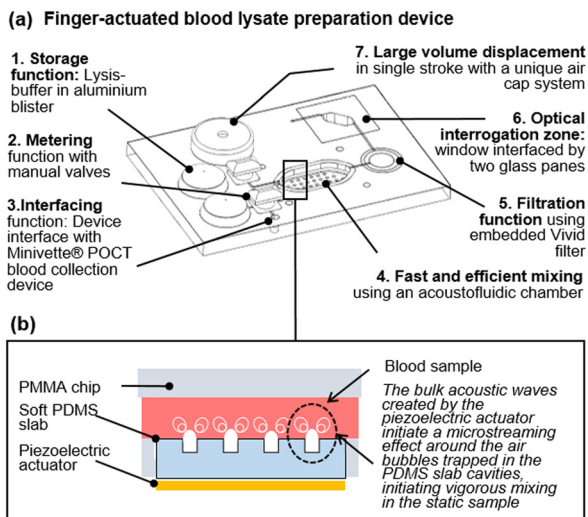 (a) Finger-actuated blood lysate preparation device
1. Storage
function: Lysis-
buffer in aluminium
blister
2. Metering
function with
manual valves
3.Interfacing
function: Device
interface with
Minivette® POCT
blood collection
device
7. Large volume displacement
in single stroke with a unique air
cap system
6. Optical
interrogation zone:
window interfaced by
two glass panes
5. Filtration
function using
embedded Vivid
filter
4. Fast and efficient mixing
using an acoustofluidic chamber
(b)
PMMA chip
Soft PDMS
slab
Piezoelectric
actuator
Blood sample
The bulk acoustic waves
created by the
piezoelectric actuator
initiate a microstreaming
effect around the air
bubbles trapped in the
PDMS slab cavities,
initiating vigorous mixing
in the static sample